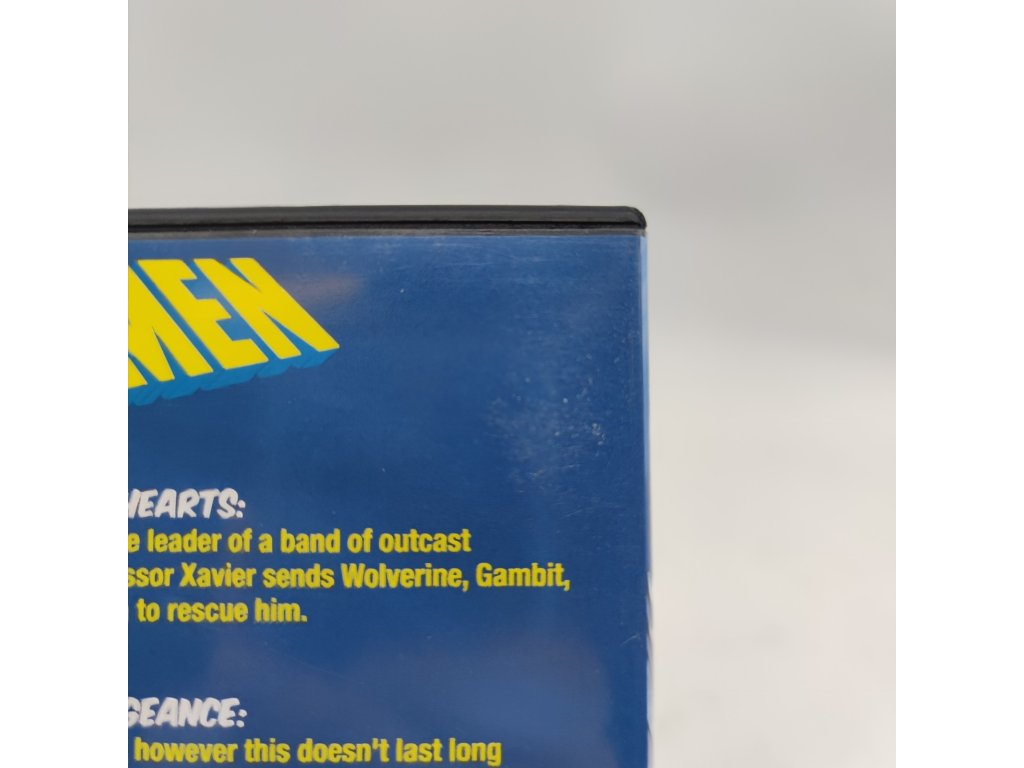 MEN
HEARTS:
e leader of a band of outcast
ssor Xavier sends Wolverine, Gambit,
to rescue him.
GEANCE:
however this doesn't last long